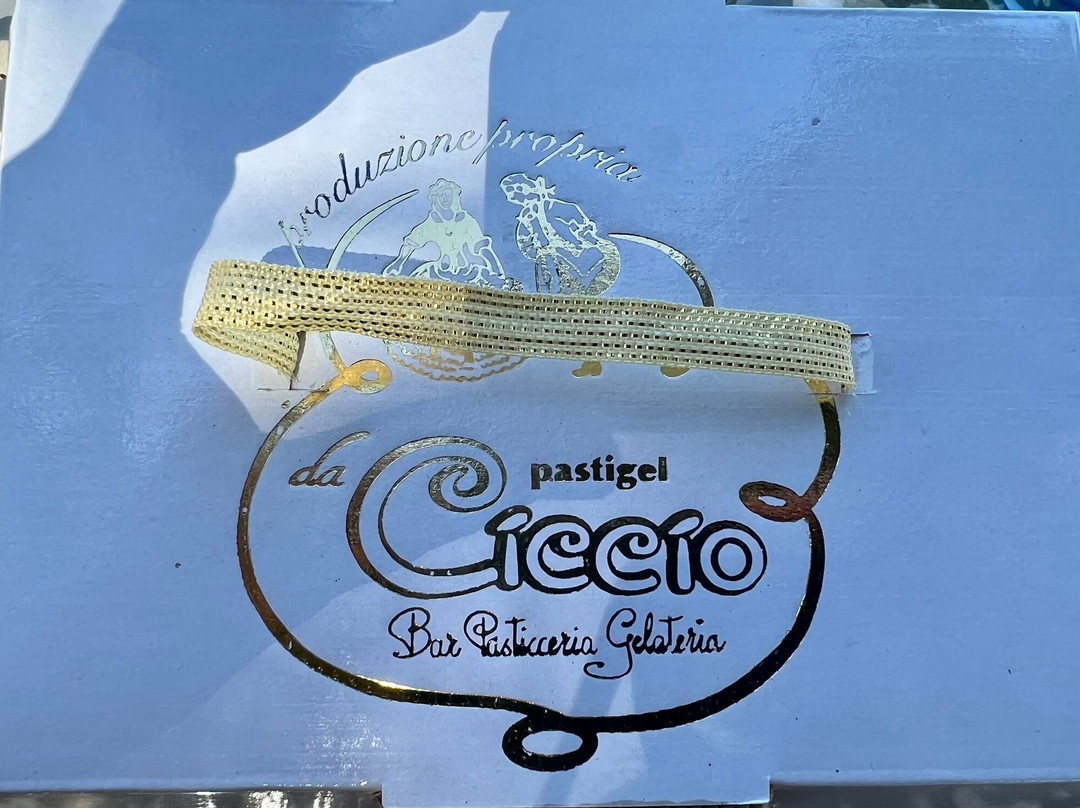 produzione propria
da Ciccio
pastigel
Bar Pasticceria Gelateria